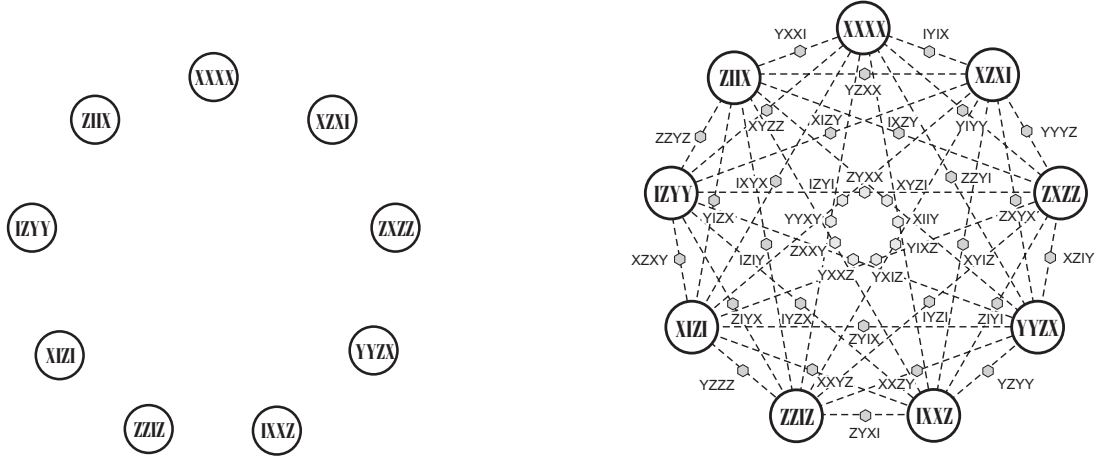 XXXX
ZIIX
XZXI
IZYY
ZXZZ
XIZI
YYZX
ZZIZ
IXXZ
XXXX
YXXI
IYIX
ZIIX
XZXI
YZXX
XYZZ
XIZY
IXZY
YIYY
ZZYZ
YYYZ
IXYX
IZYI
ZYXX
XYZI
ZZYI
IZYY
ZXZZ
YIZX
YYXY
XIIY
ZXYX
XZXY
IZIY
ZXXY
YIXZ
XYIZ
XZIY
YXXZ
YXIZ
XIZI
ZIYX
IYZX
IYZI
ZIYI
YYZX
ZYIX
YZZZ
XXYZ
XXZY
YZYY
ZZIZ
IXXZ
ZYXI